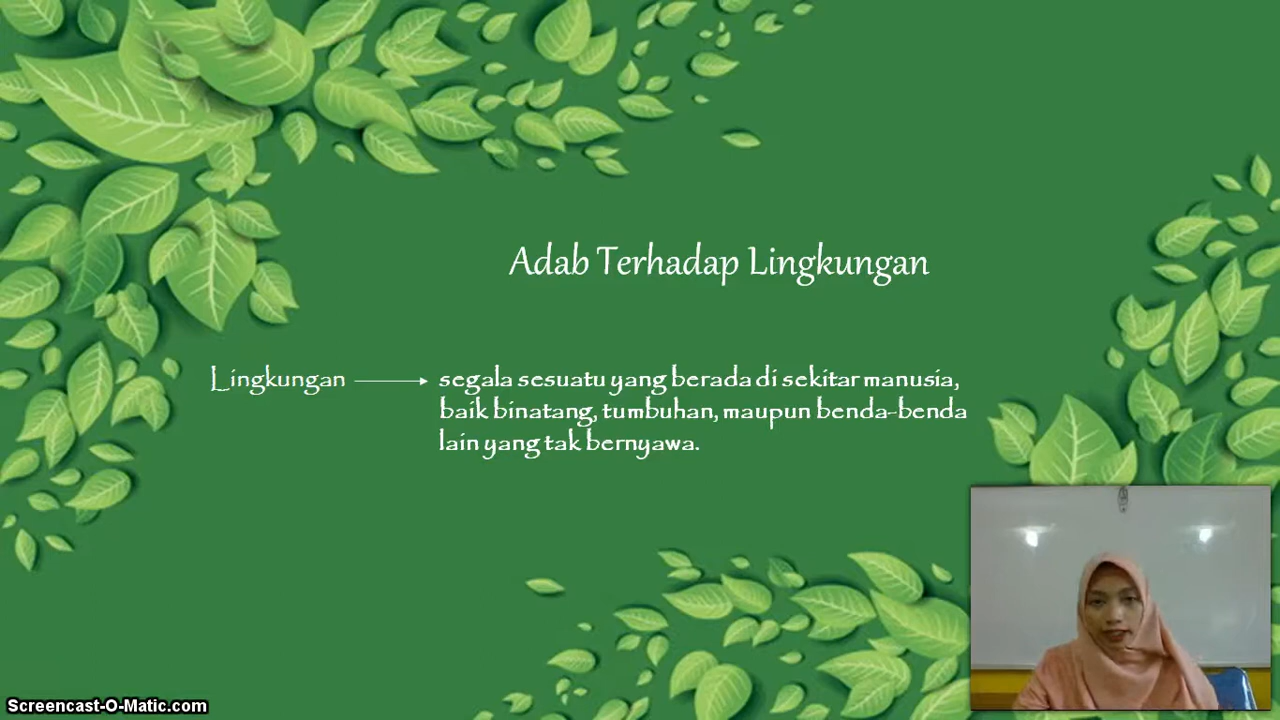 Adab Terhadap Lingkungan
Lingkungan
segala sesuatu yang berada di sekitar manusia,
baik binatang, tumbuhan, maupun benda-benda
lain yang tak bernyawa.
Screencast-O-Matic.com